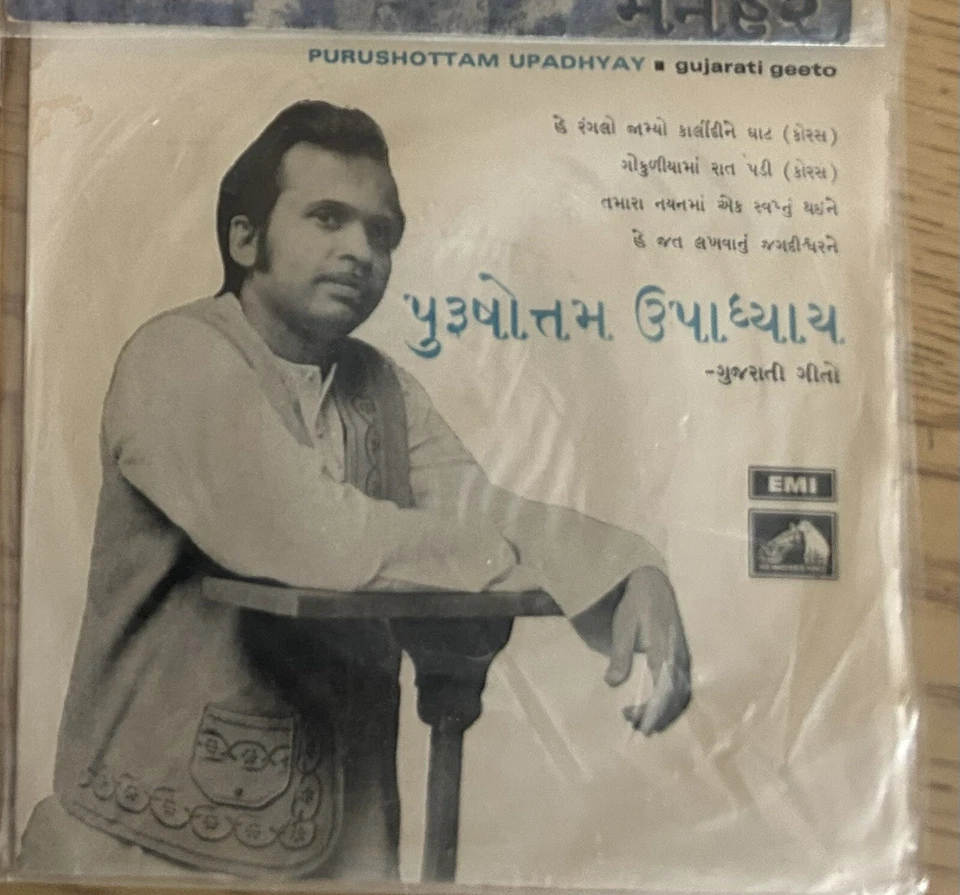 મનહર
PURUSHOTTAM UPADHYAY ▪ gujarati geeto
હે રંગલો જામ્યો કાલીંદીને ઘાટ (કોરસ)
ગોકુળીયામાં રાત પડી (કોરસ)
તમારા નયનમાં એક સ્વપ્નું થઇને
હે જત લખવાનું જગદીશ્વરને
પુરૂષોત્તમ ઉપાધ્યાય
-ગુજરાતી ગીતો
EMI